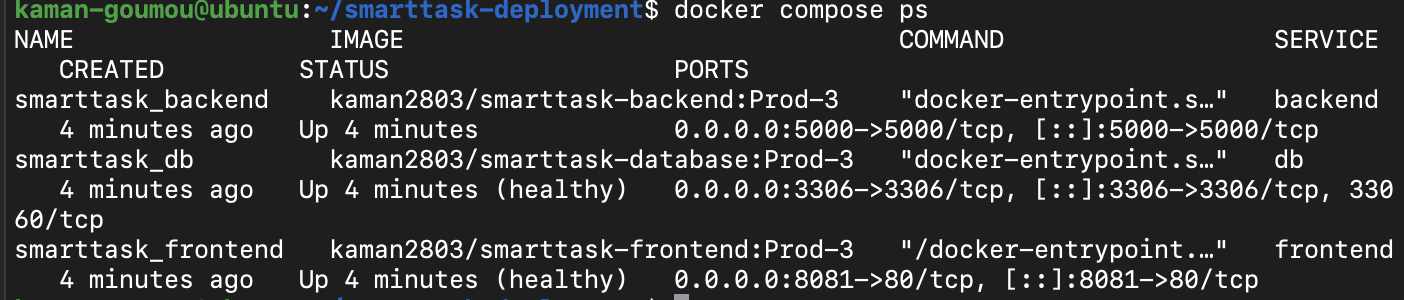 kaman-goumou@ubuntu:~/smarttask-deployment$ docker compose ps
NAME                 IMAGE                                 COMMAND                  SERVICE
   CREATED         STATUS                   PORTS
smarttask_backend    kaman2803/smarttask-backend:Prod-3    "docker-entrypoint.s…"   backend
   4 minutes ago   Up 4 minutes             0.0.0.0:5000->5000/tcp, [::]:5000->5000/tcp
smarttask_db         kaman2803/smarttask-database:Prod-3   "docker-entrypoint.s…"   db
   4 minutes ago   Up 4 minutes (healthy)   0.0.0.0:3306->3306/tcp, [::]:3306->3306/tcp, 330
60/tcp
smarttask_frontend   kaman2803/smarttask-frontend:Prod-3   "/docker-entrypoint.…"   frontend
   4 minutes ago   Up 4 minutes (healthy)   0.0.0.0:8081->80/tcp, [::]:8081->80/tcp